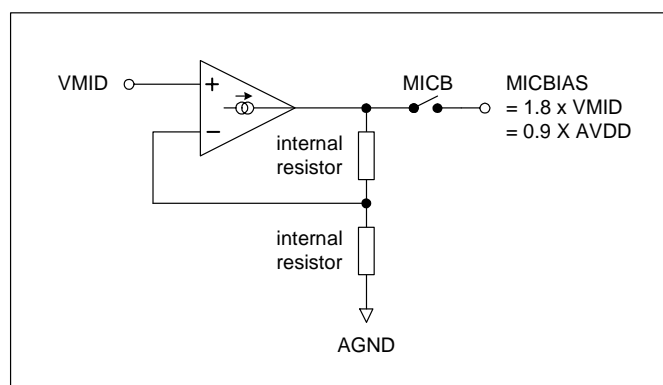 VMID
+
−
MICB
MICBIAS
= 1.8 x VMID
= 0.9 X AVDD
internal
resistor
internal
resistor
AGND